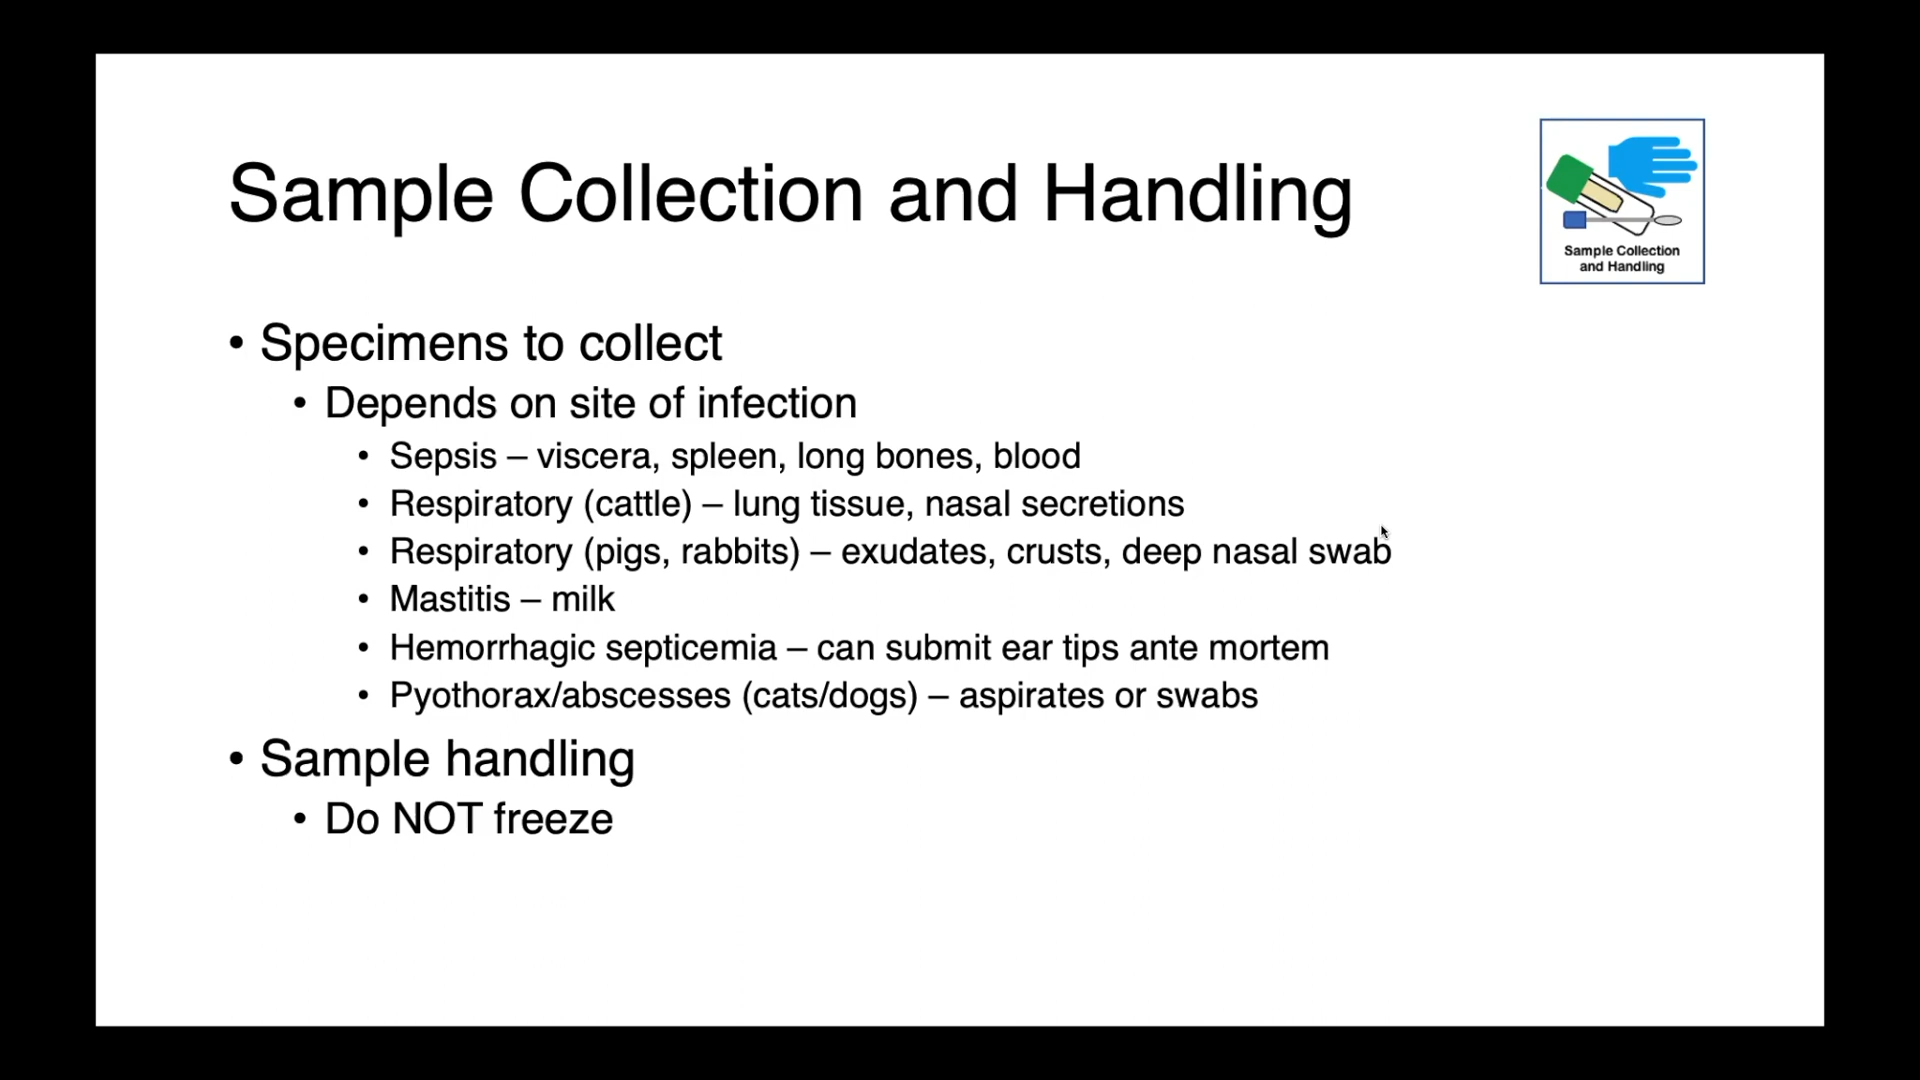 Sample Collection and Handling
Sample Collection
and Handling
• Specimens to collect
• Depends on site of infection
• Sepsis – viscera, spleen, long bones, blood
• Respiratory (cattle) – lung tissue, nasal secretions
• Respiratory (pigs, rabbits) – exudates, crusts, deep nasal swab
• Mastitis – milk
• Hemorrhagic septicemia – can submit ear tips ante mortem
• Pyothorax/abscesses (cats/dogs) – aspirates or swabs
• Sample handling
• Do NOT freeze